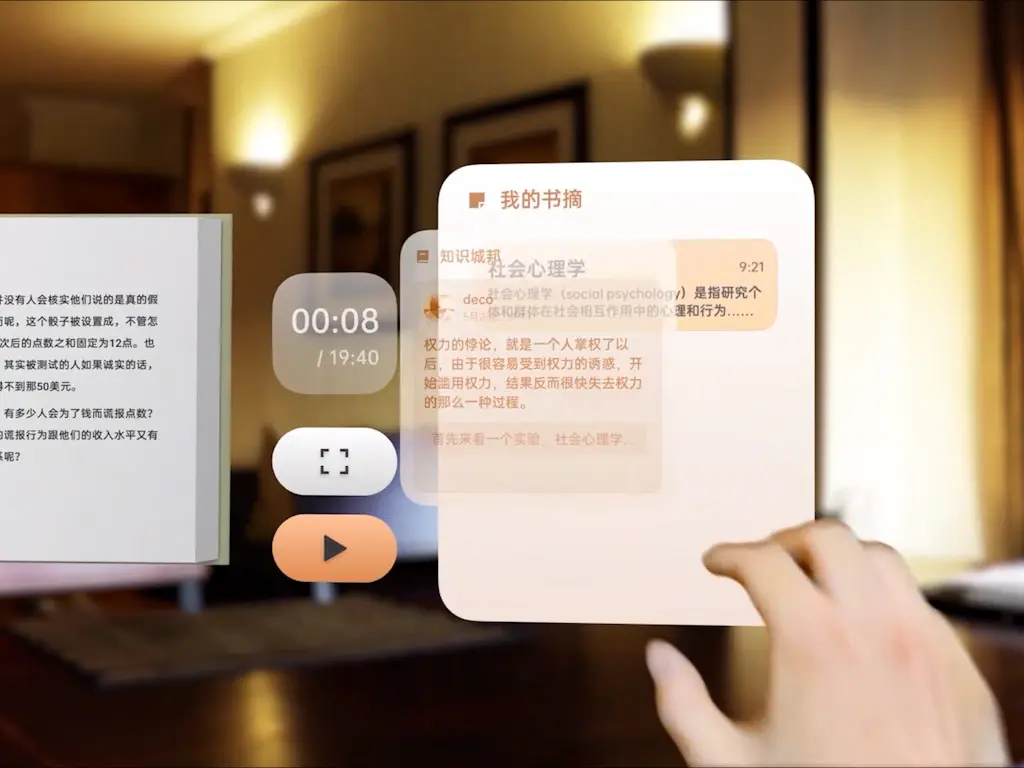 没有人会核实他们说的是真的假
而呢，这个骰子被设置成，不管怎
次后的点数之和固定为12点。也
其实被测试的人如果诚实的话，
得不到那50美元。
有多少人会为了钱而谎报点数？
的谎报行为跟他们的收入水平又有
系呢？
00:08
/ 19:40
我的书摘
知识城邦
社会心理学
9:21
社会心理学（social psychology）是指研究个
体和群体在社会相互作用中的心理和行为……
deco
权力的悖论，就是一个人掌权了以
后，由于很容易受到权力的诱惑，开
始滥用权力，结果反而很快失去权力
的那么一种过程。
首先来看一个实验，社会心理学...